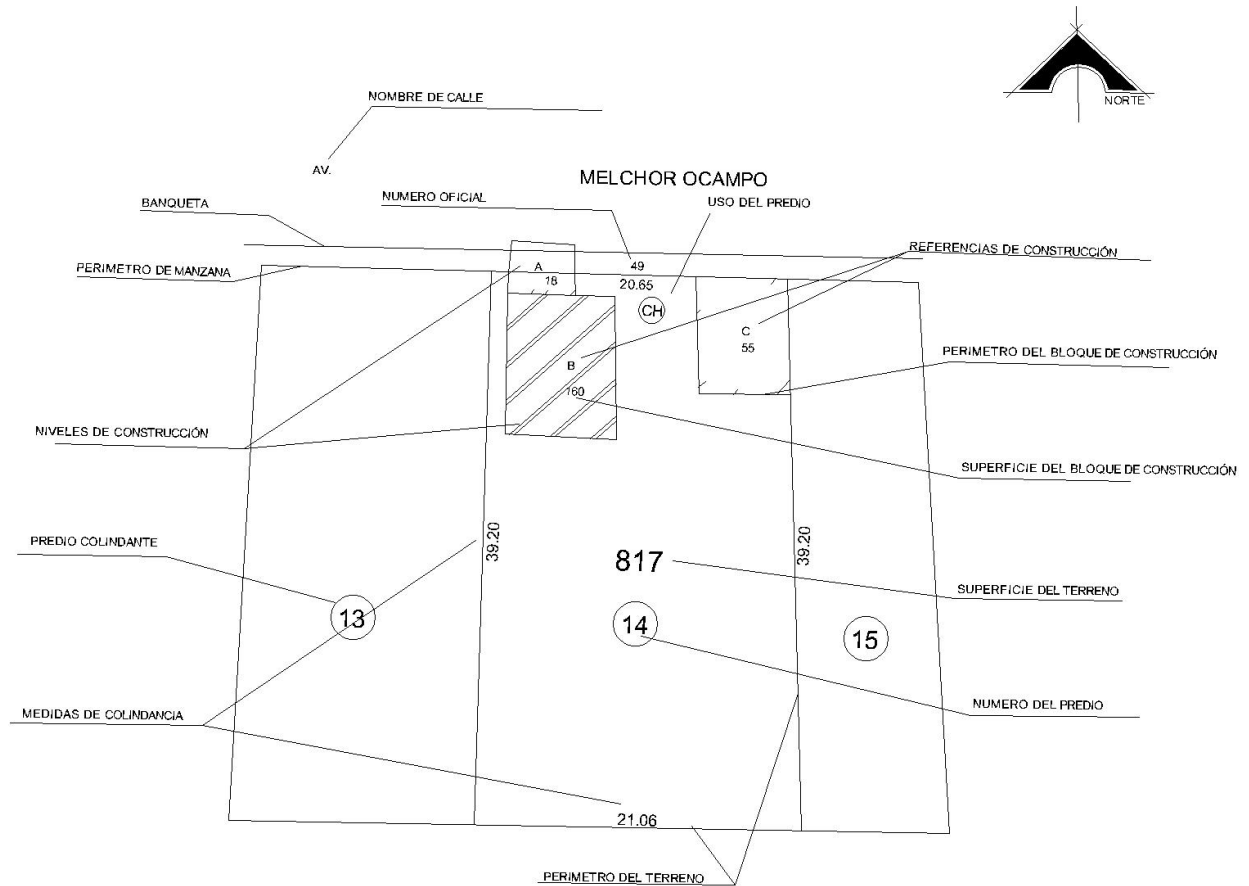 NOMBRE DE CALLE
NORTE
AV.
MELCHOR OCAMPO
NUMERO OFICIAL
USO DEL PREDIO
BANQUETA
REFERENCIAS DE CONSTRUCCIÓN
PERIMETRO DE MANZANA
A
18
49
20.65
CH
C
55
PERIMETRO DEL BLOQUE DE CONSTRUCCIÓN
B
160
NIVELES DE CONSTRUCCIÓN
SUPERFICIE DEL BLOQUE DE CONSTRUCCIÓN
39.20
39.20
PREDIO COLINDANTE
817
SUPERFICIE DEL TERRENO
13
14
15
MEDIDAS DE COLINDANCIA
NUMERO DEL PREDIO
21.06
PERIMETRO DEL TERRENO